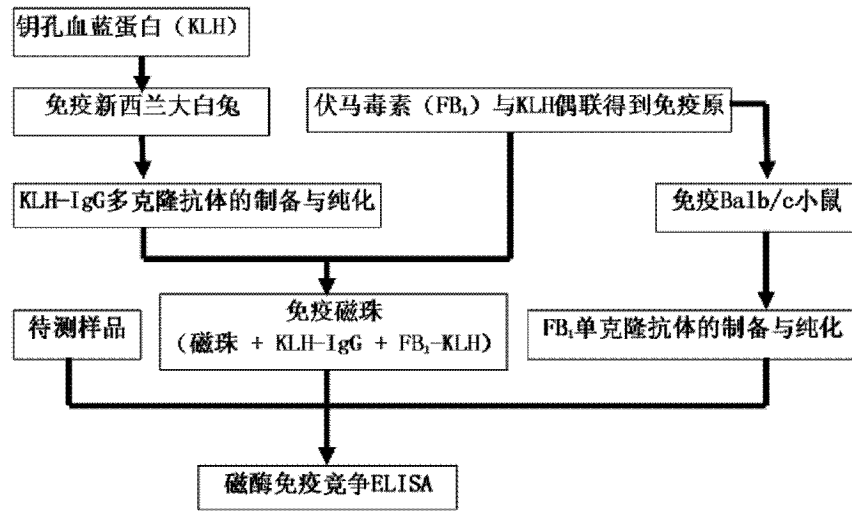 钥孔血蓝蛋白(KLH)
免疫新西兰大白兔
伏马毒素(FB₁)与KLH偶联得到免疫原
KLH-IgG多克隆抗体的制备与纯化
免疫Balb/c小鼠
待测样品
免疫磁珠
(磁珠 + KLH-IgG + FB₁-KLH)
FB₁单克隆抗体的制备与纯化
磁酶免疫竞争ELISA